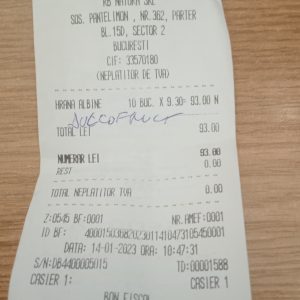 RB NATURA SRL
SOS. PANTELIMON , NR.362, PARTER
BL.15D, SECTOR 2
BUCURESTI
CIF: 33570180
(NEPLATITOR DE TVA)
HRANA ALBINE 10 BUC. X 9.30= 93.00 N
TOTAL LEI 93.00
NUMERAR LEI 93.00
REST 0.00
TOTAL NEPLATITOR TVA 0.00
Z:0545 BF:0001 NR.AMEF:0001
DATA: 14-01-2023 ORA: 10:47:31
S/N:DB4400005015 TD:00001588
CASIER 1: CASIER 1
BON FISCAL